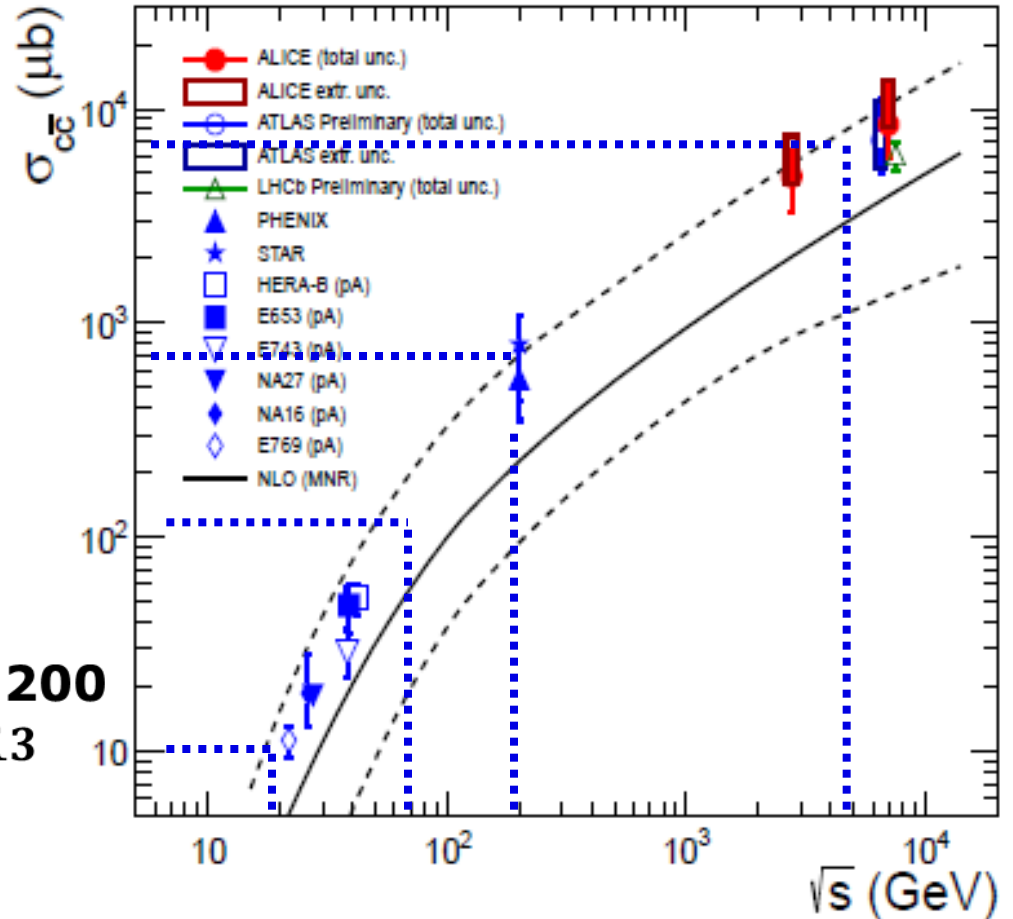 σcc̅ (μb)
ALICE (total unc.)
ALICE extr. unc.
10⁴
ATLAS Preliminary (total unc.)
ATLAS extr. unc.
LHCb Preliminary (total unc.)
PHENIX
STAR
HERA-B (pA)
E653 (pA)
10³
E743 (pA)
NA27 (pA)
NA16 (pA)
E769 (pA)
NLO (MNR)
10²
200
13
10
10 10² 10³ 10⁴
√s (GeV)